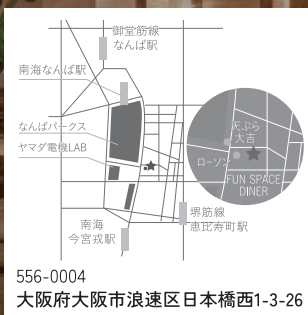 御堂筋線
なんば駅
南海なんば駅
なんばパークス
ヤマダ電機LAB
天ぷら
大吉
ローソン
FUN SPACE
DINER
堺筋線
恵比寿町駅
南海
今宮戎駅
556-0004
大阪府大阪市浪速区日本橋西1-3-26